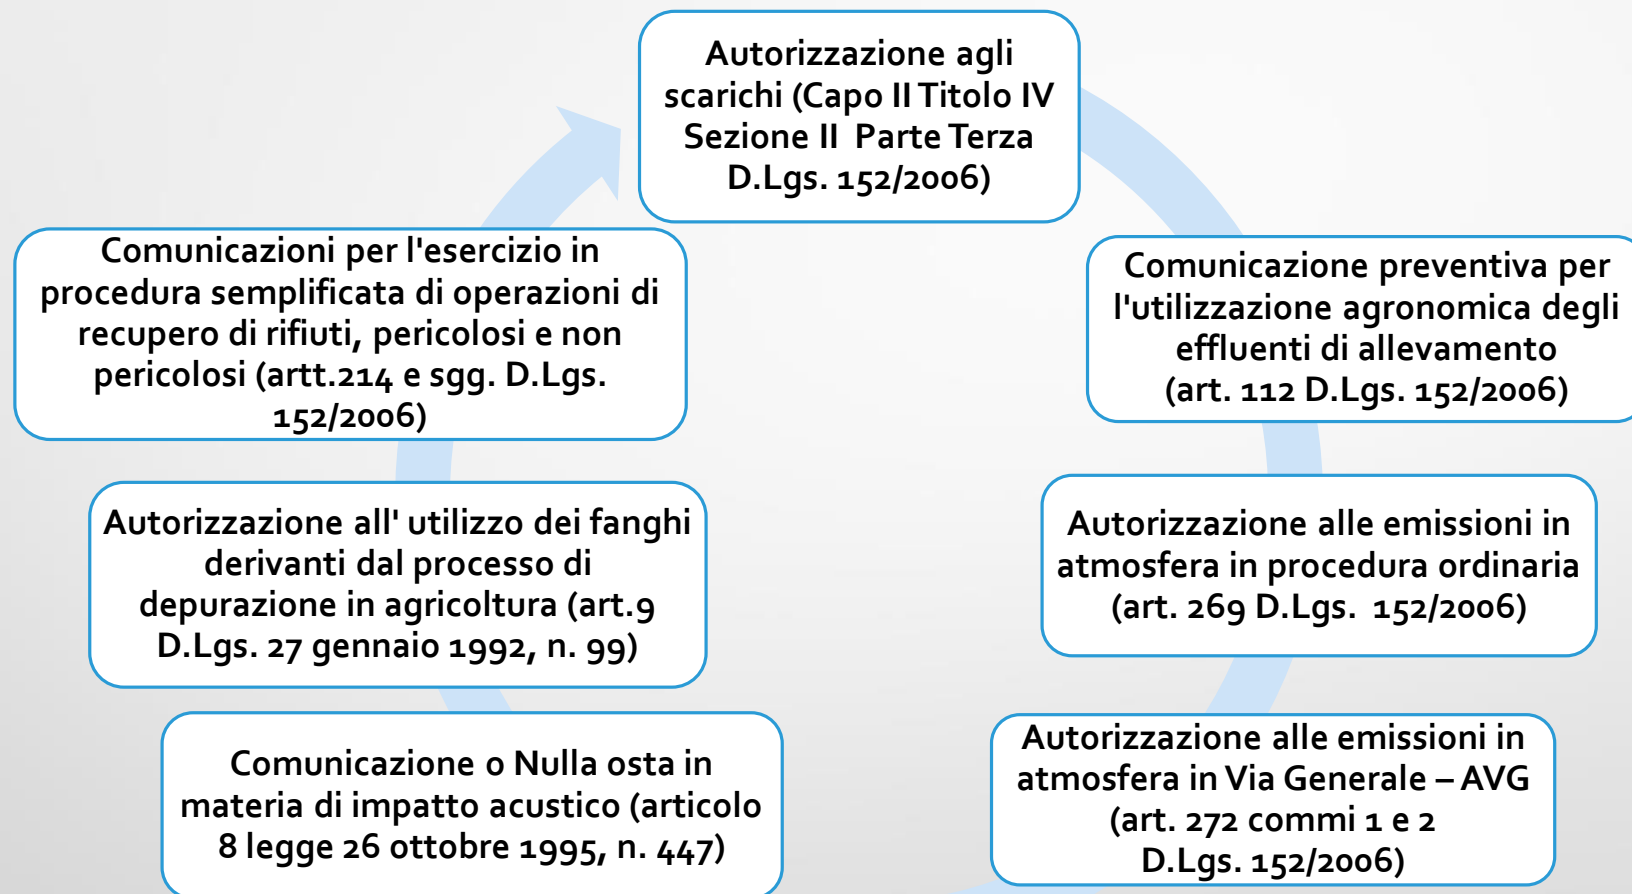 Autorizzazione agli
scarichi (Capo II Titolo IV
Sezione II Parte Terza
D.Lgs. 152/2006)
Comunicazione preventiva per
l'utilizzazione agronomica degli
effluenti di allevamento
(art. 112 D.Lgs. 152/2006)
Autorizzazione alle emissioni in
atmosfera in procedura ordinaria
(art. 269 D.Lgs. 152/2006)
Autorizzazione alle emissioni in
atmosfera in Via Generale – AVG
(art. 272 commi 1 e 2
D.Lgs. 152/2006)
Comunicazione o Nulla osta in
materia di impatto acustico (articolo
8 legge 26 ottobre 1995, n. 447)
Autorizzazione all' utilizzo dei fanghi
derivanti dal processo di
depurazione in agricoltura (art.9
D.Lgs. 27 gennaio 1992, n. 99)
Comunicazioni per l'esercizio in
procedura semplificata di operazioni di
recupero di rifiuti, pericolosi e non
pericolosi (artt.214 e sgg. D.Lgs.
152/2006)